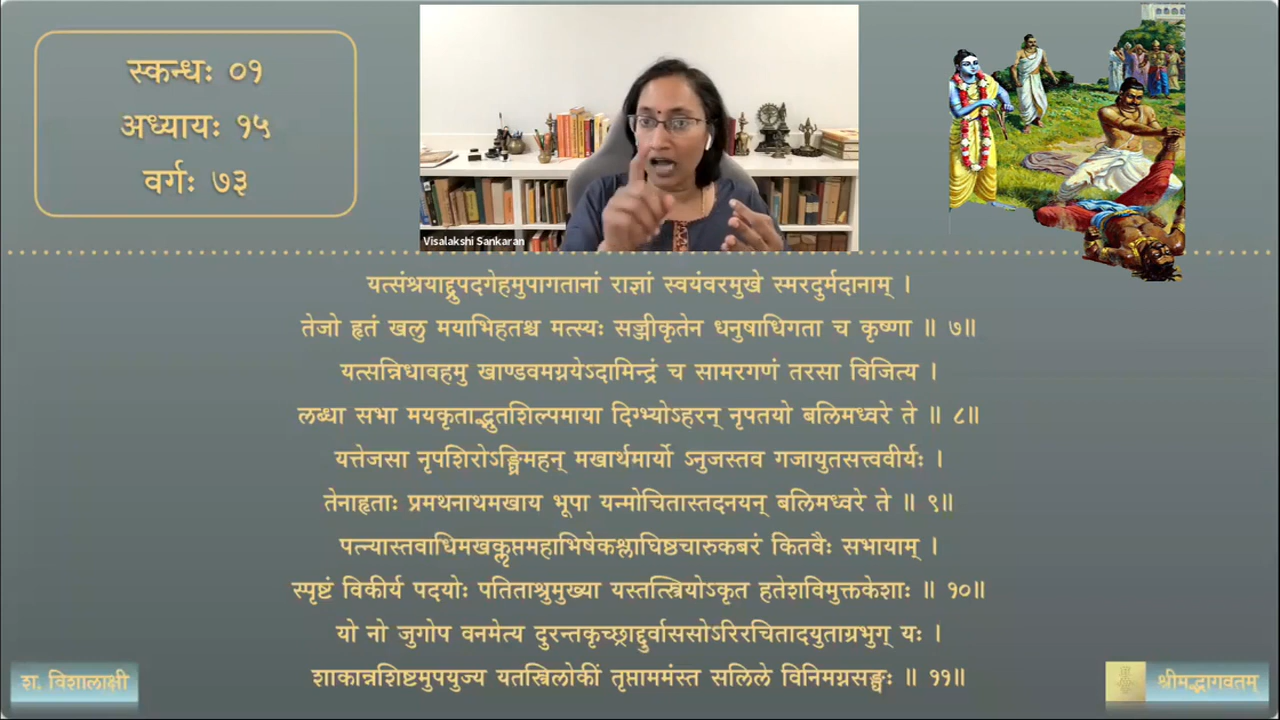 स्कन्धः ०१
अध्यायः १५
वर्गः ७३
Visalakshi Sankaran
यत्संश्रयाद्द्रुपदगेहमुपागतानां राज्ञां स्वयंवरमुखे स्मरदुर्मदानाम् ।
तेजो हृतं खलु मयाभिहतश्च मत्स्यः सज्जीकृतेन धनुषाधिगता च कृष्णा ॥ ७॥
यत्सन्निधावहमु खाण्डवमग्नयेऽदामिन्द्रं च सामरगणं तरसा विजित्य ।
लब्धा सभा मयकृताद्भुतशिल्पमाया दिग्भ्योऽहरन् नृपतयो बलिमध्वरे ते ॥ ८॥
यत्तेजसा नृपशिरोऽङ्घ्रिमहन् मखार्थमार्यो ऽनुजस्तव गजायुतसत्त्ववीर्यः ।
तेनाहृताः प्रमथनाथमखाय भूपा यन्मोचितास्तदनयन् बलिमध्वरे ते ॥ ९॥
पत्न्यास्तवाधिमखक्लृप्तमहाभिषेकश्लाघिष्ठचारुकबरं कितवैः सभायाम् ।
स्पृष्टं विकीर्य पदयोः पतिताश्रुमुख्या यस्तत्स्त्रियोऽकृत हतेशविमुक्तकेशाः ॥ १०॥
यो नो जुगोप वनमेत्य दुरन्तकृच्छ्राद्दुर्वाससोऽरिरचितादयुताग्रभुग् यः ।
शाकान्नशिष्टमुपयुज्य यतस्त्रिलोकीं तृप्ताममंस्त सलिले विनिमग्नसङ्घः ॥ ११॥
श. विशालाक्षी
श्रीमद्भागवतम्